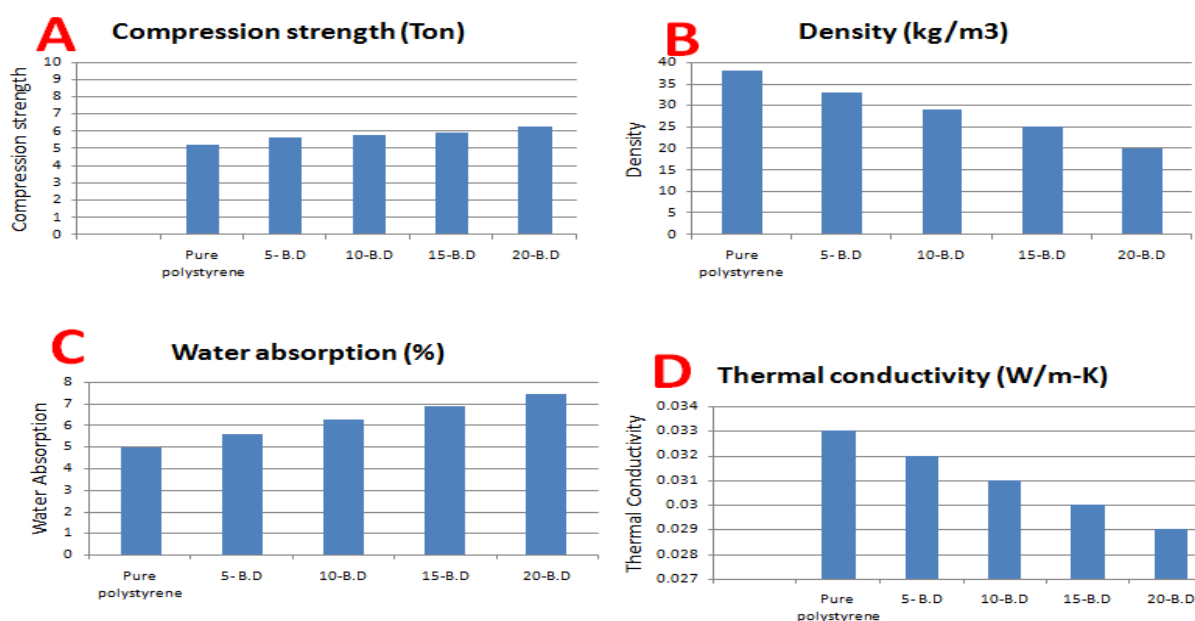 A
Compression strength (Ton)
Compression strength
10
9
8
7
6
5
4
3
2
1
0
Pure
polystyrene
5- B.D
10-B.D
15-B.D
20-B.D
B
Density (kg/m3)
Density
40
35
30
25
20
15
10
5
0
Pure
polystyrene
5- B.D
10-B.D
15-B.D
20-B.D
C
Water absorption (%)
Water Absorption
8
7
6
5
4
3
2
1
0
Pure
polystyrene
5- B.D
10-B.D
15-B.D
20-B.D
D
Thermal conductivity (W/m-K)
Thermal Conductivity
0.034
0.033
0.032
0.031
0.03
0.029
0.028
0.027
Pure
polystyrene
5- B.D
10-B.D
15-B.D
20-B.D